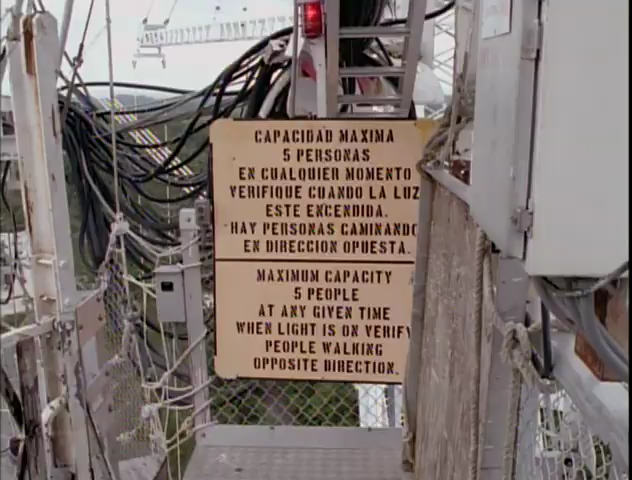 CAPACIDAD MAXIMA
5 PERSONAS
EN CUALQUIER MOMENTO
VERIFIQUE CUANDO LA LUZ
ESTE ENCENDIDA.
HAY PERSONAS CAMINANDO
EN DIRECCION OPUESTA.
MAXIMUM CAPACITY
5 PEOPLE
AT ANY GIVEN TIME
WHEN LIGHT IS ON VERIFY
PEOPLE WALKING
OPPOSITE DIRECTION.